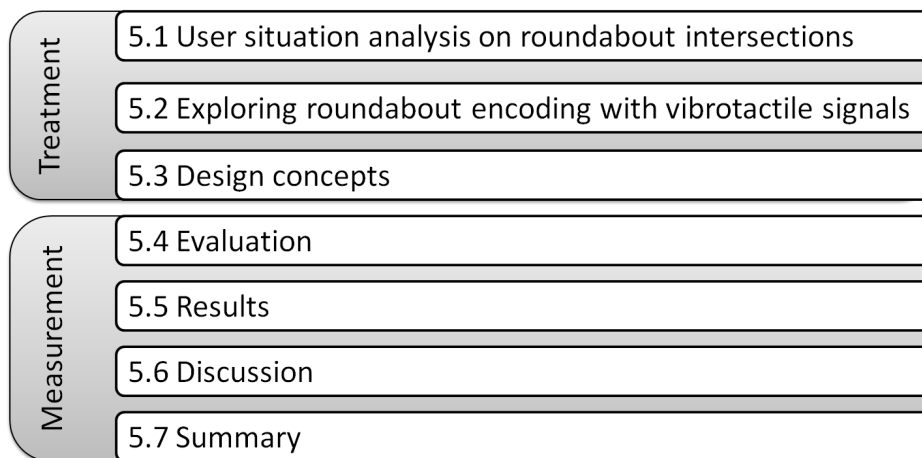 Treatment
5.1 User situation analysis on roundabout intersections
5.2 Exploring roundabout encoding with vibrotactile signals
5.3 Design concepts
Measurement
5.4 Evaluation
5.5 Results
5.6 Discussion
5.7 Summary